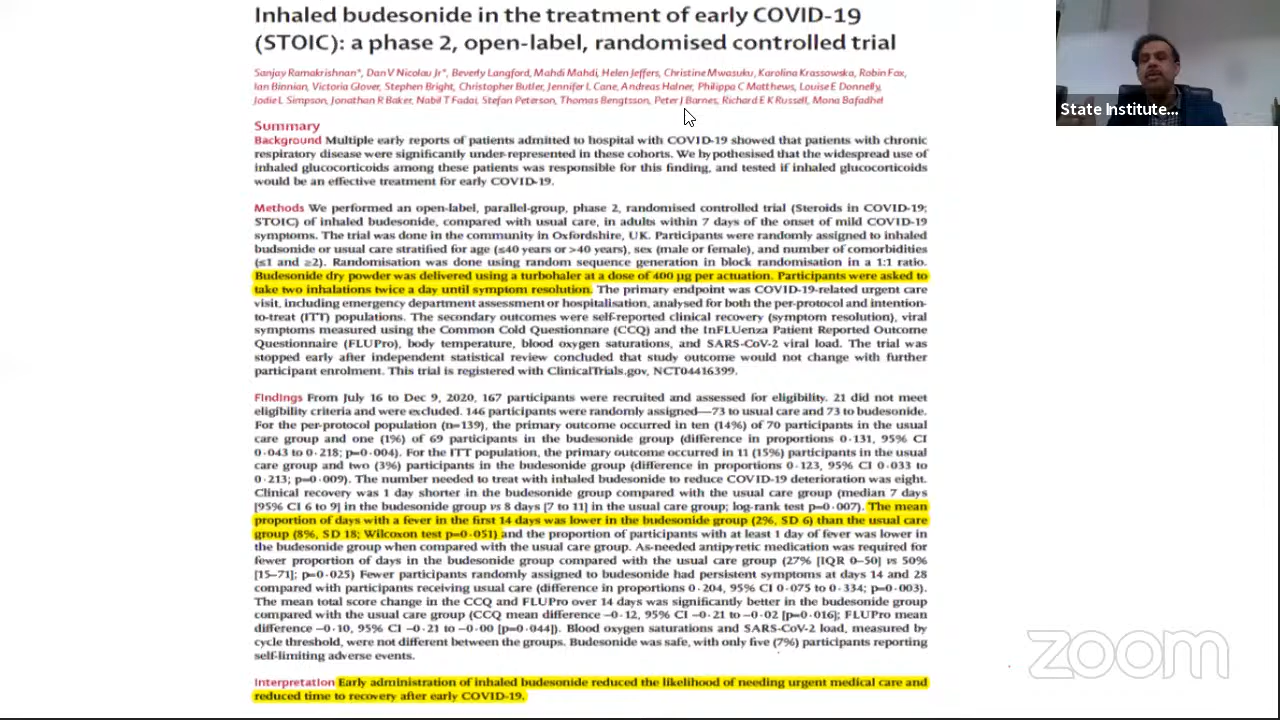 Inhaled budesonide in the treatment of early COVID-19
(STOIC): a phase 2, open-label, randomised controlled trial
Sanjay Ramakrishnan*, Dan V Nicolau Jr*, Beverly Langford, Mahdi Mahdi, Helen Jeffers, Christine Mwasuku, Karolina Krassowska, Robin Fox,
Ian Binnian, Victoria Glover, Stephen Bright, Christopher Butler, Jennifer L Cane, Andreas Halner, Philippa C Matthews, Louise E Donnelly,
Jodie L Simpson, Jonathan R Baker, Nabil T Fadai, Stefan Peterson, Thomas Bengtsson, Peter J Barnes, Richard E K Russell, Mona Bafadhel
Summary
Background Multiple early reports of patients admitted to hospital with COVID-19 showed that patients with chronic
respiratory disease were significantly under-represented in these cohorts. We hypothesised that the widespread use of
inhaled glucocorticoids among these patients was responsible for this finding, and tested if inhaled glucocorticoids
would be an effective treatment for early COVID-19.
Methods We performed an open-label, parallel-group, phase 2, randomised controlled trial (Steroids in COVID-19;
STOIC) of inhaled budesonide, compared with usual care, in adults within 7 days of the onset of mild COVID-19
symptoms. The trial was done in the community in Oxfordshire, UK. Participants were randomly assigned to inhaled
budsonide or usual care stratified for age (≤40 years or >40 years), sex (male or female), and number of comorbidities
(≤1 and ≥2). Randomisation was done using random sequence generation in block randomisation in a 1:1 ratio.
Budesonide dry powder was delivered using a turbohaler at a dose of 400 µg per actuation. Participants were asked to
take two inhalations twice a day until symptom resolution. The primary endpoint was COVID-19-related urgent care
visit, including emergency department assessment or hospitalisation, analysed for both the per-protocol and intention-
to-treat (ITT) populations. The secondary outcomes were self-reported clinical recovery (symptom resolution), viral
symptoms measured using the Common Cold Questionnare (CCQ) and the InFLUenza Patient Reported Outcome
Questionnaire (FLUPro), body temperature, blood oxygen saturations, and SARS-CoV-2 viral load. The trial was
stopped early after independent statistical review concluded that study outcome would not change with further
participant enrolment. This trial is registered with ClinicalTrials.gov, NCT04416399.
Findings From July 16 to Dec 9, 2020, 167 participants were recruited and assessed for eligibility. 21 did not meet
eligibility criteria and were excluded. 146 participants were randomly assigned—73 to usual care and 73 to budesonide.
For the per-protocol population (n=139), the primary outcome occurred in ten (14%) of 70 participants in the usual
care group and one (1%) of 69 participants in the budesonide group (difference in proportions 0·131, 95% CI
0·043 to 0·218; p=0·004). For the ITT population, the primary outcome occurred in 11 (15%) participants in the usual
care group and two (3%) participants in the budesonide group (difference in proportions 0·123, 95% CI 0·033 to
0·213; p=0·009). The number needed to treat with inhaled budesonide to reduce COVID-19 deterioration was eight.
Clinical recovery was 1 day shorter in the budesonide group compared with the usual care group (median 7 days
[95% CI 6 to 9] in the budesonide group vs 8 days [7 to 11] in the usual care group; log-rank test p=0·007). The mean
proportion of days with a fever in the first 14 days was lower in the budesonide group (2%, SD 6) than the usual care
group (8%, SD 18; Wilcoxon test p=0·051) and the proportion of participants with at least 1 day of fever was lower in
the budesonide group when compared with the usual care group. As-needed antipyretic medication was required for
fewer proportion of days in the budesonide group compared with the usual care group (27% [IQR 0–50] vs 50%
[15–71]; p=0·025) Fewer participants randomly assigned to budesonide had persistent symptoms at days 14 and 28
compared with participants receiving usual care (difference in proportions 0·204, 95% CI 0·075 to 0·334; p=0·003).
The mean total score change in the CCQ and FLUPro over 14 days was significantly better in the budesonide group
compared with the usual care group (CCQ mean difference –0·12, 95% CI –0·21 to –0·02 [p=0·016]; FLUPro mean
difference –0·10, 95% CI –0·21 to –0·00 [p=0·044]). Blood oxygen saturations and SARS-CoV-2 load, measured by
cycle threshold, were not different between the groups. Budesonide was safe, with only five (7%) participants reporting
self-limiting adverse events.
Interpretation Early administration of inhaled budesonide reduced the likelihood of needing urgent medical care and
reduced time to recovery after early COVID-19.
State Institute...
zoom